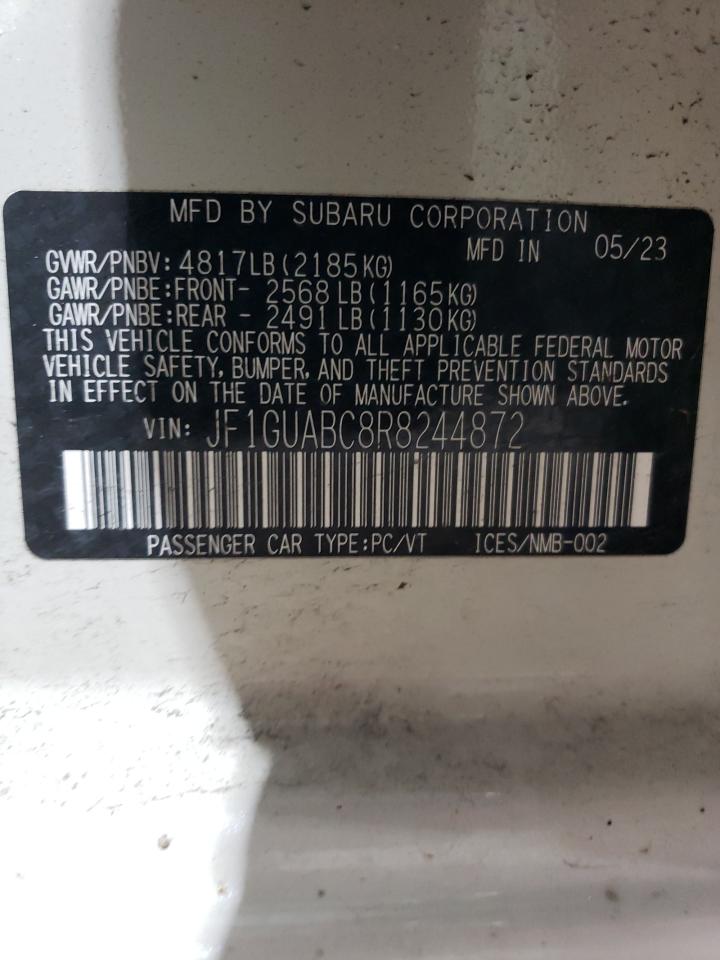 MFD BY SUBARU CORPORATION
MFD IN 05/23
GVWR/PNBV: 4817LB(2185KG)
GAWR/PNBE:FRONT- 2568LB(1165KG)
GAWR/PNBE:REAR - 2491LB(1130KG)
THIS VEHICLE CONFORMS TO ALL APPLICABLE FEDERAL MOTOR
VEHICLE SAFETY, BUMPER, AND THEFT PREVENTION STANDARDS
IN EFFECT ON THE DATE OF MANUFACTURE SHOWN ABOVE.
VIN: JF1GUABC8R8244872
PASSENGER CAR TYPE:PC/VT ICES/NMB-002